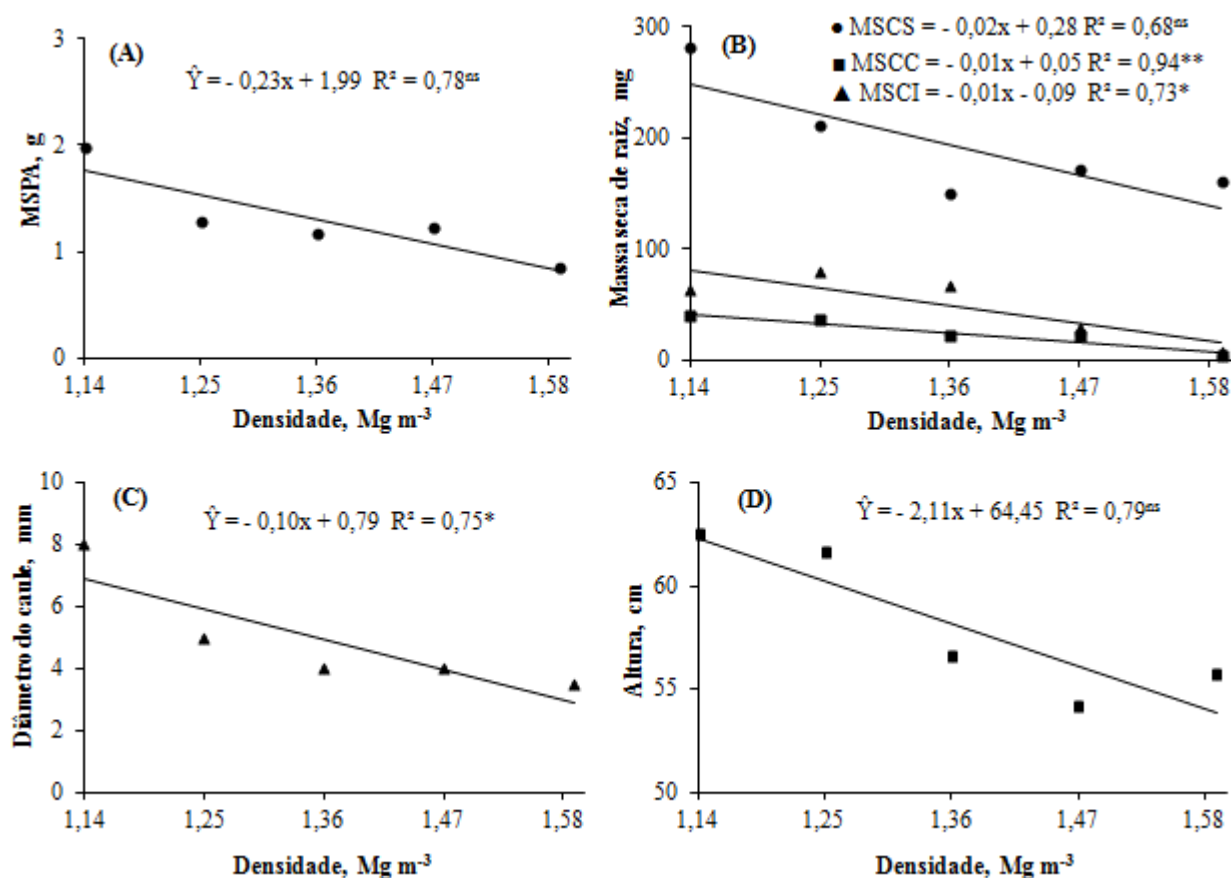 (A)
Ŷ = - 0,23x + 1,99 R² = 0,78ⁿˢ
MSPA, g
3
2
1
0
1,14 1,25 1,36 1,47 1,58
Densidade, Mg m⁻³
(B)
● MSCS = - 0,02x + 0,28 R² = 0,68ⁿˢ
■ MSCC = - 0,01x + 0,05 R² = 0,94**
▲ MSCI = - 0,01x - 0,09 R² = 0,73*
Massa seca de raiz, mg
300
200
100
0
1,14 1,25 1,36 1,47 1,58
Densidade, Mg m⁻³
(C)
Ŷ = - 0,10x + 0,79 R² = 0,75*
Diâmetro do caule, mm
10
8
6
4
2
0
1,14 1,25 1,36 1,47 1,58
Densidade, Mg m⁻³
(D)
Ŷ = - 2,11x + 64,45 R² = 0,79ⁿˢ
Altura, cm
65
60
55
50
1,14 1,25 1,36 1,47 1,58
Densidade, Mg m⁻³